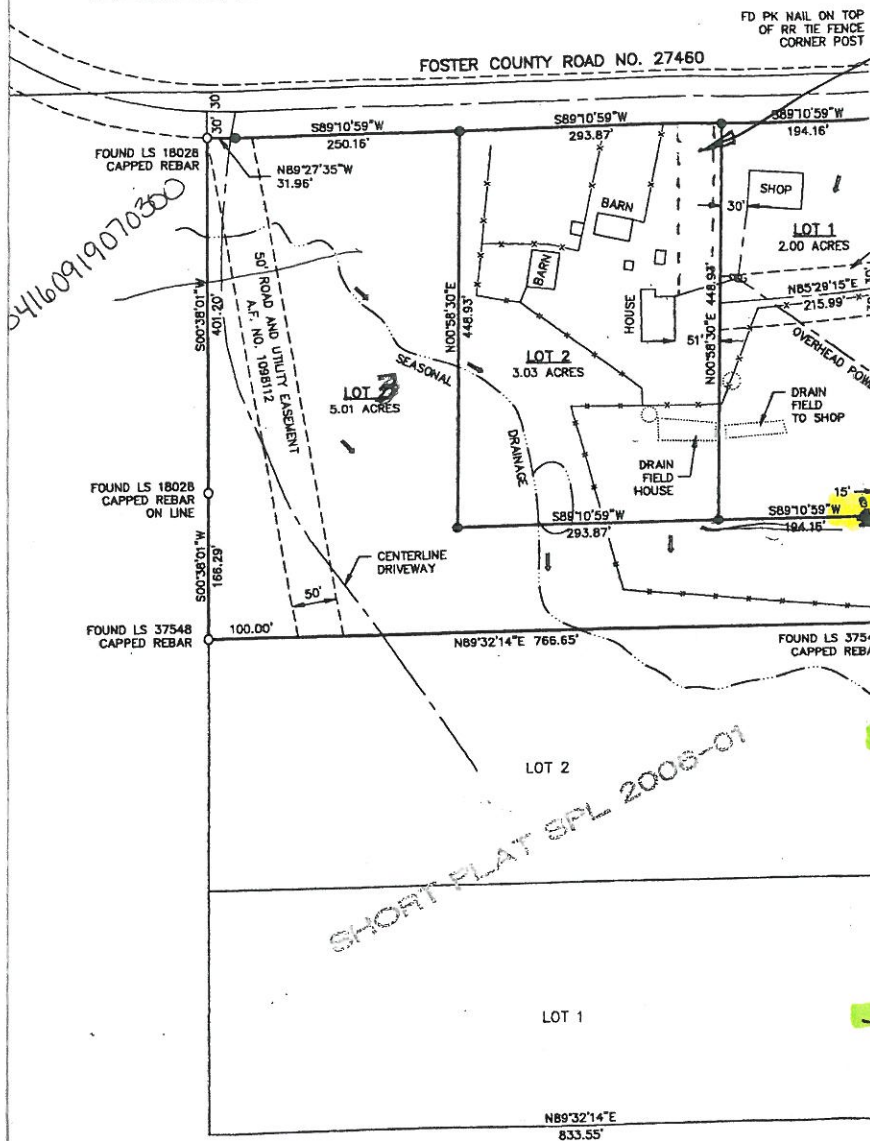 FD PK NAIL ON TOP
OF RR TIE FENCE
CORNER POST
FOSTER COUNTY ROAD NO. 27460
30'
30
S89°10'59"W
250.16'
S89°10'59"W
293.87'
S89°10'59"W
194.16'
FOUND LS 18028
CAPPED REBAR
N89°27'35"W
31.96'
SHOP
30'
BARN
LOT 1
2.00 ACRES
04160919070300
50' ROAD AND UTILITY EASEMENT
A.F. NO. 1098112
S00°38'01"W
401.20'
N00°58'30"E
448.93'
BARN
HOUSE
N00°58'30"E 448.93'
N85°29'15"E
215.99'
51'
OVERHEAD
LOT 2
3.03 ACRES
SEASONAL
DRAINAGE
LOT 3
5.01 ACRES
DRAIN
FIELD
TO SHOP
DRAIN
FIELD
HOUSE
FOUND LS 18028
CAPPED REBAR
ON LINE
15'
S89°10'59"W
293.87'
S89°10'59"W
194.16'
S00°38'01"W
166.29'
CENTERLINE
DRIVEWAY
50'
FOUND LS 37548
CAPPED REBAR
100.00'
N89°32'14"E 766.65'
FOUND LS 3754
CAPPED REBA
LOT 2
SHORT PLAT SPL 2006-01
LOT 1
N89°32'14"E
833.55'